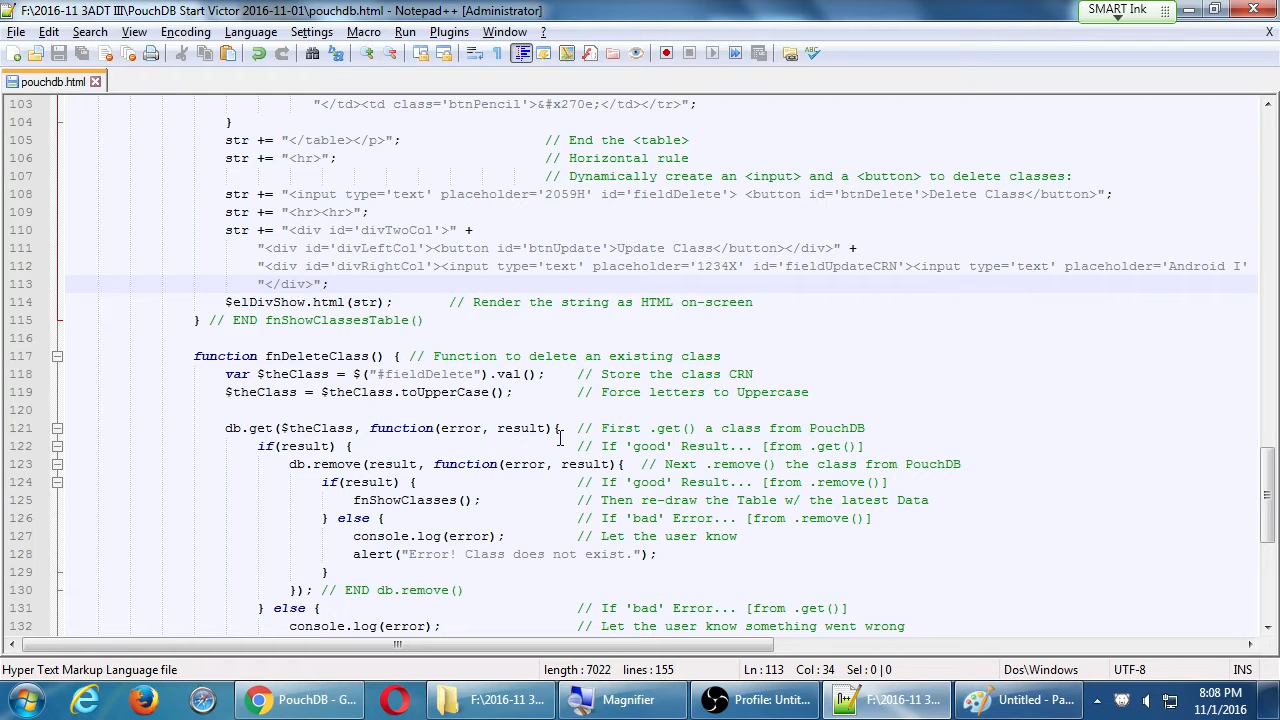 F:\2016-11 3ADT III\PouchDB Start Victor 2016-11-01\pouchdb.html - Notepad++ [Administrator]
SMART Ink
File Edit Search View Encoding Language Settings Macro Run Plugins Window ? X
pouchdb.html
103 "</td><td class='btnPencil'>&#x270e;</td></tr>";
104 }
105 str += "</table></p>"; // End the <table>
106 str += "<hr>"; // Horizontal rule
107 // Dynamically create an <input> and a <button> to delete classes:
108 str += "<input type='text' placeholder='2059H' id='fieldDelete'> <button id='btnDelete'>Delete Class</button>";
109 str += "<hr><hr>";
110 str += "<div id='divTwoCol'>" +
111 "<div id='divLeftCol'><button id='btnUpdate'>Update Class</button></div>" +
112 "<div id='divRightCol'><input type='text' placeholder='1234X' id='fieldUpdateCRN'><input type='text' placeholder='Android I'
113 "</div>";
114 $elDivShow.html(str); // Render the string as HTML on-screen
115 } // END fnShowClassesTable()
116
117 function fnDeleteClass() { // Function to delete an existing class
118 var $theClass = $("#fieldDelete").val(); // Store the class CRN
119 $theClass = $theClass.toUpperCase(); // Force letters to Uppercase
120
121 db.get($theClass, function(error, result){ // First .get() a class from PouchDB
122 if(result) { // If 'good' Result... [from .get()]
123 db.remove(result, function(error, result){ // Next .remove() the class from PouchDB
124 if(result) { // If 'good' Result... [from .remove()]
125 fnShowClasses(); // Then re-draw the Table w/ the latest Data
126 } else { // If 'bad' Error... [from .remove()]
127 console.log(error); // Let the user know
128 alert("Error! Class does not exist.");
129 }
130 }); // END db.remove()
131 } else { // If 'bad' Error... [from .get()]
132 console.log(error); // Let the user know something went wrong
Hyper Text Markup Language file length : 7022 lines : 155 Ln : 113 Col : 34 Sel : 0 | 0 Dos\Windows UTF-8 INS
PouchDB - G... F:\2016-11 3... Magnifier Profile: Untit... F:\2016-11 3... Untitled - Pa... 8:08 PM
11/1/2016